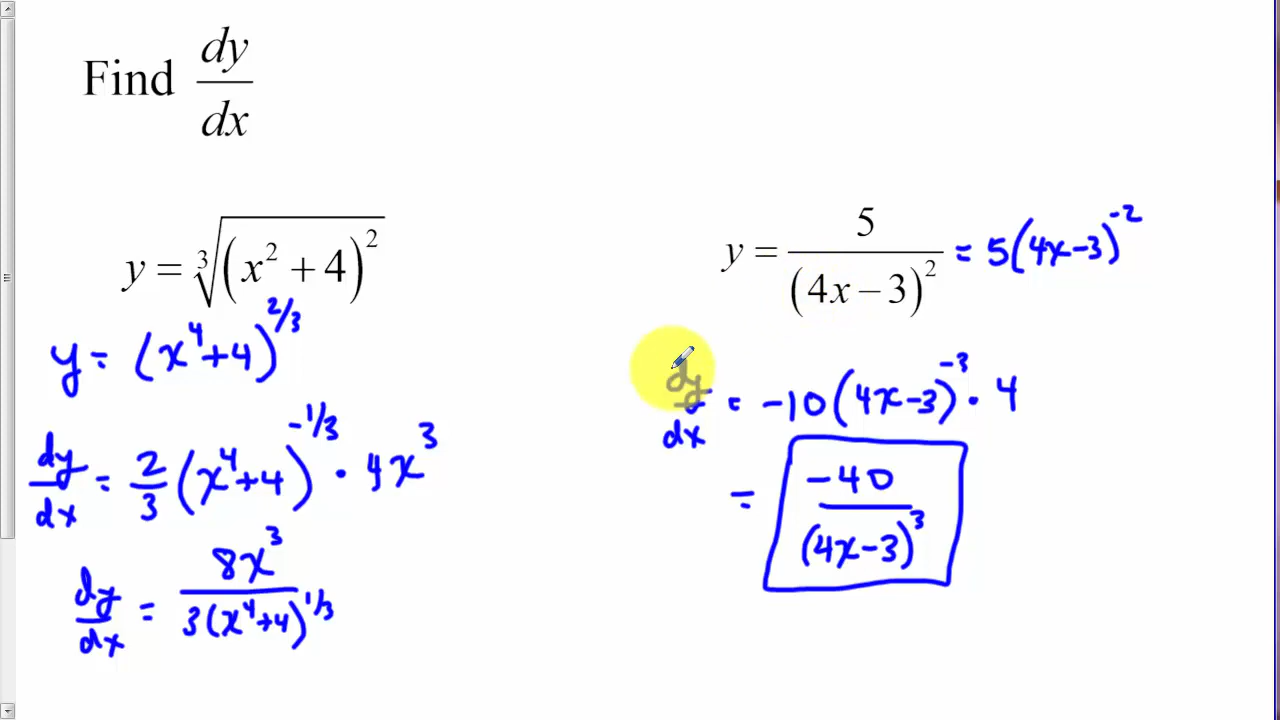 Find dy/dx
y = ∛(x² + 4)²
y = (x⁴+4)^(2/3)
dy/dx = 2/3 (x⁴+4)^(-1/3) · 4x³
dy/dx = 8x³ / 3(x⁴+4)^(1/3)
y = 5/(4x − 3)² = 5(4x−3)⁻²
dy/dx = −10(4x−3)⁻³ · 4
= −40/(4x−3)³